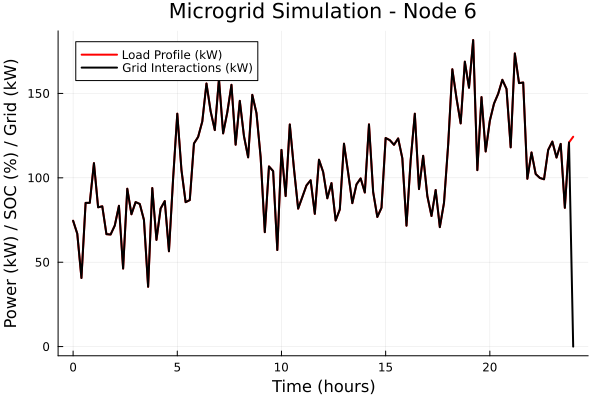 Microgrid Simulation - Node 6
Power (kW) / SOC (%) / Grid (kW)
Load Profile (kW)
Grid Interactions (kW)
150
100
50
0
0 5 10 15 20
Time (hours)